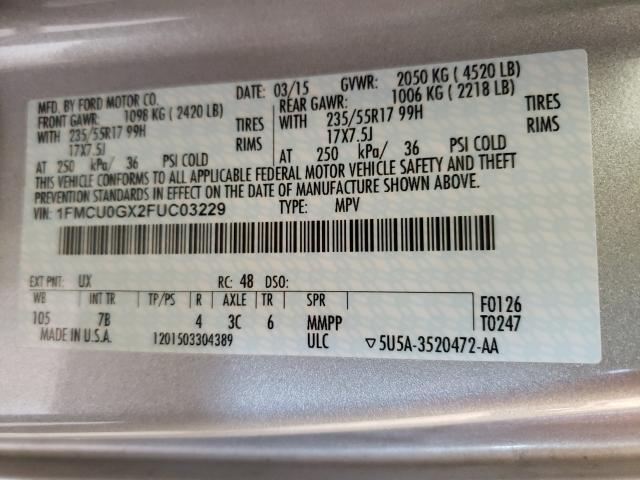 MFD. BY FORD MOTOR CO. DATE: 03/15 GVWR: 2050 KG ( 4520 LB)
FRONT GAWR: 1098 KG ( 2420 LB) REAR GAWR: 1006 KG ( 2218 LB)
WITH 235/55R17 99H TIRES WITH 235/55R17 99H TIRES
17X7.5J RIMS 17X7.5J RIMS
AT 250 kPa/ 36 PSI COLD AT 250 kPa/ 36 PSI COLD
THIS VEHICLE CONFORMS TO ALL APPLICABLE FEDERAL MOTOR VEHICLE SAFETY AND THEFT
PREVENTION STANDARDS IN EFFECT ON THE DATE OF MANUFACTURE SHOWN ABOVE.
VIN: 1FMCU0GX2FUC03229 TYPE: MPV
EXT PNT: UX RC: 48 DSO:
WB INT TR TP/PS R AXLE TR SPR F0126
105 7B 4 3C 6 MMPP T0247
MADE IN U.S.A. 1201503304389 ULC ▽5U5A-3520472-AA